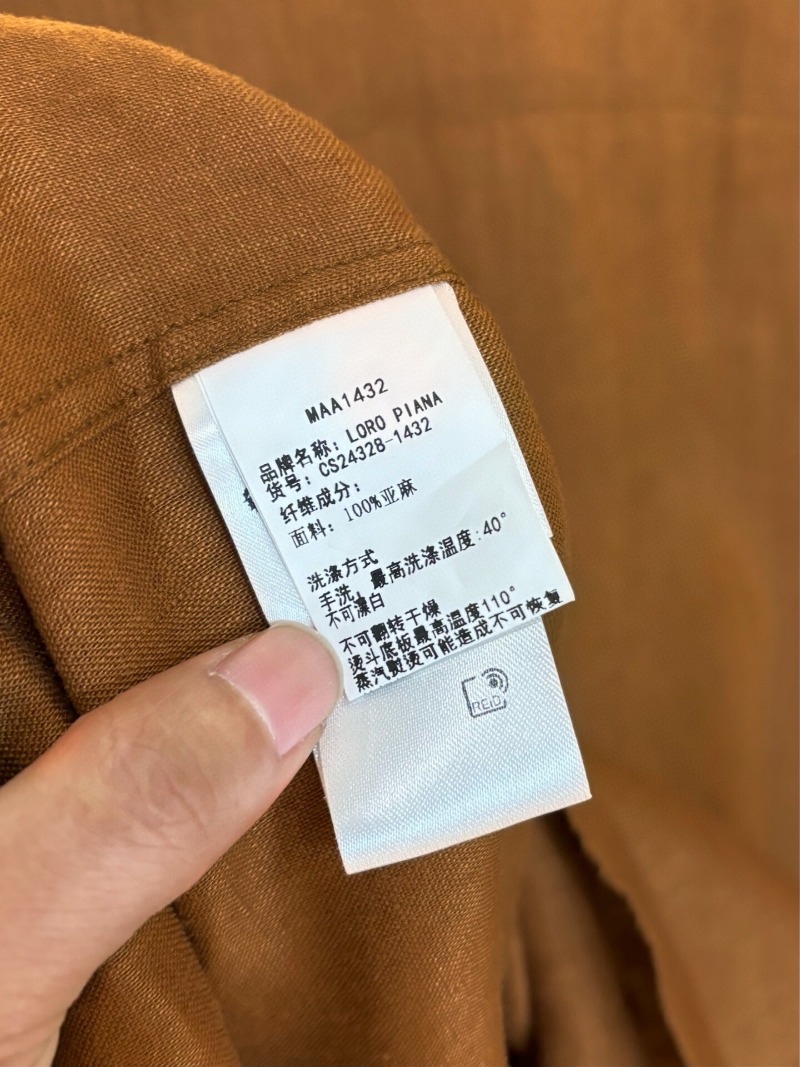 MAA1432
品牌名称: LORO PIANA
货号: CS24328-1432
纤维成分:
面料: 100%亚麻
洗涤方式
手洗, 最高洗涤温度:40°
不可漂白
不可翻转干燥
烫斗底板最高温度110°
蒸汽熨烫可能造成不可恢复